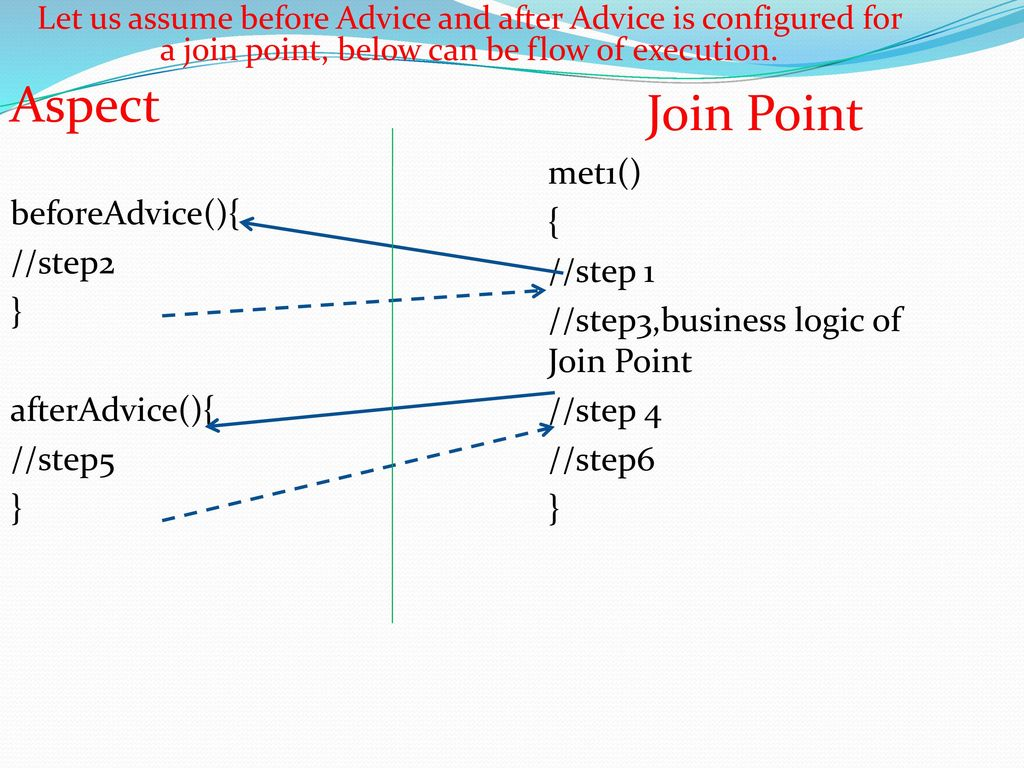 Let us assume before Advice and after Advice is configured for
a join point, below can be flow of execution.
Aspect
beforeAdvice(){
//step2
}
afterAdvice(){
//step5
}
Join Point
met1()
{
//step 1
//step3,business logic of
Join Point
//step 4
//step6
}